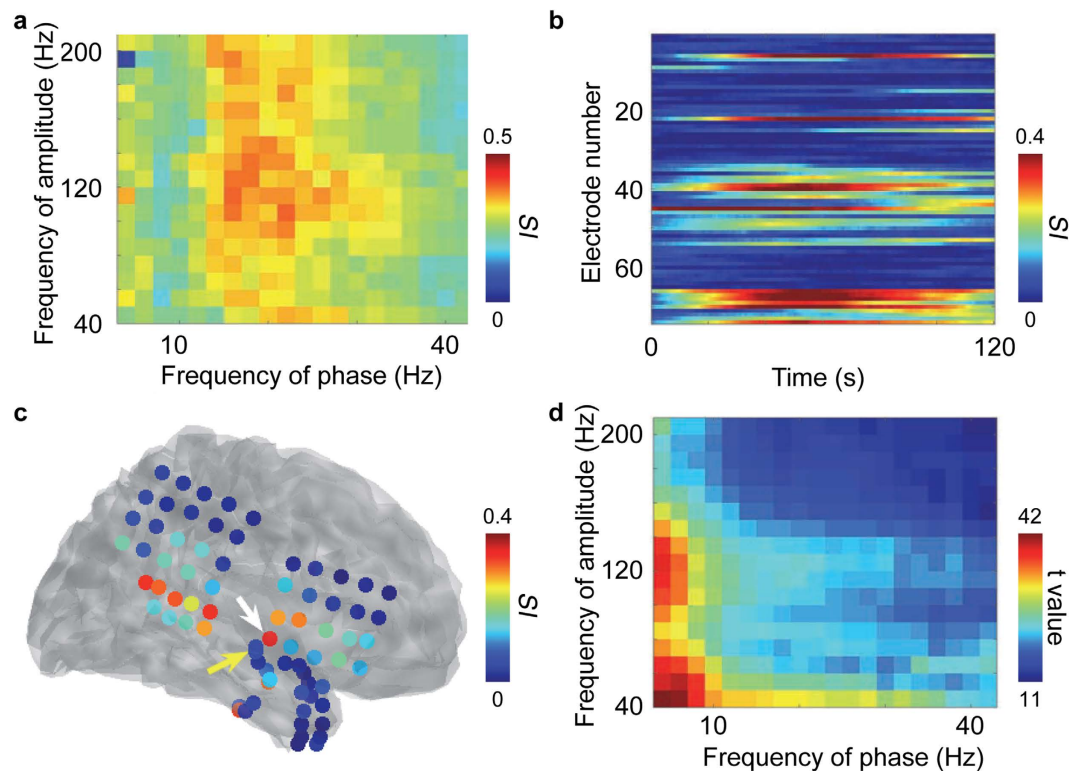 a
Frequency of amplitude (Hz)
200
120
40
10
40
Frequency of phase (Hz)
0.5
0
SI
b
Electrode number
20
40
60
0
120
Time (s)
0.4
0
SI
c
0.4
0
SI
d
Frequency of amplitude (Hz)
200
120
40
10
40
Frequency of phase (Hz)
42
11
t value